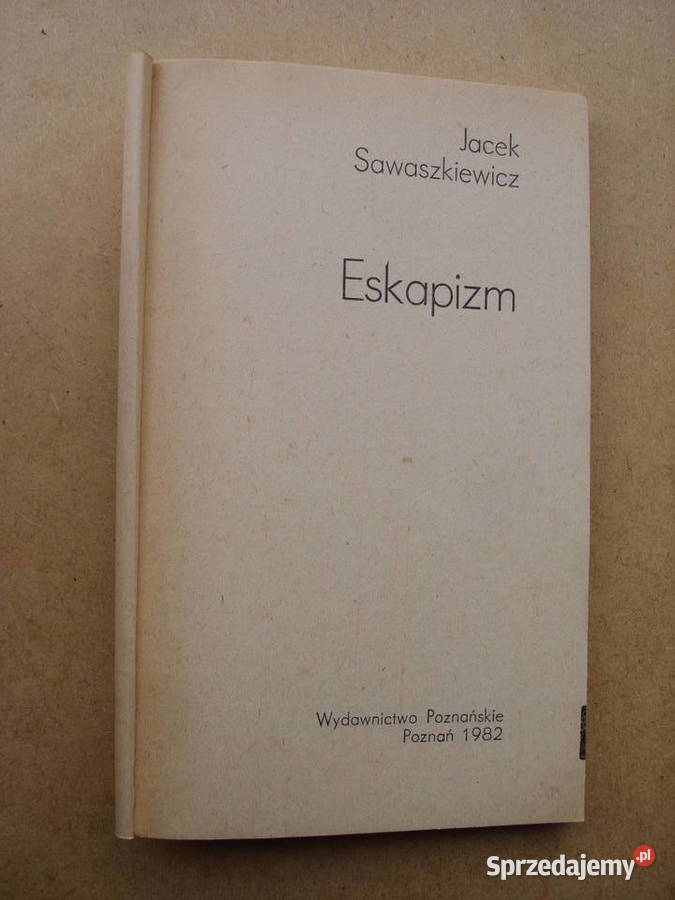 Jacek
Sawaszkiewicz
Eskapizm
Wydawnictwo Poznańskie
Poznań 1982
Sprzedajemy.pl